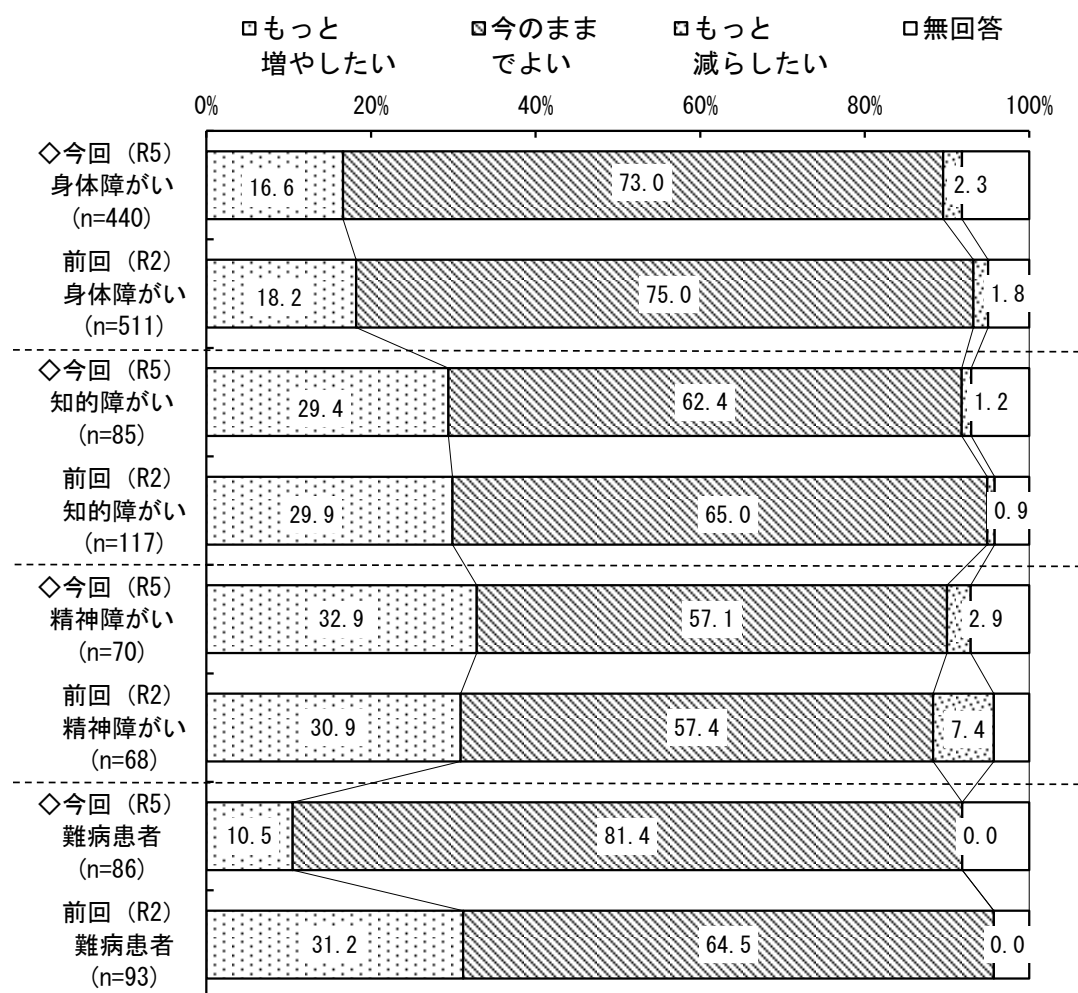 もっと 今のまま もっと 無回答
増やしたい でよい 減らしたい
0% 20% 40% 60% 80% 100%
◇今回（R5）
身体障がい
(n=440)
16.6 73.0 2.3
前回（R2）
身体障がい
(n=511)
18.2 75.0 1.8
◇今回（R5）
知的障がい
(n=85)
29.4 62.4 1.2
前回（R2）
知的障がい
(n=117)
29.9 65.0 0.9
◇今回（R5）
精神障がい
(n=70)
32.9 57.1 2.9
前回（R2）
精神障がい
(n=68)
30.9 57.4 7.4
◇今回（R5）
難病患者
(n=86)
10.5 81.4 0.0
前回（R2）
難病患者
(n=93)
31.2 64.5 0.0